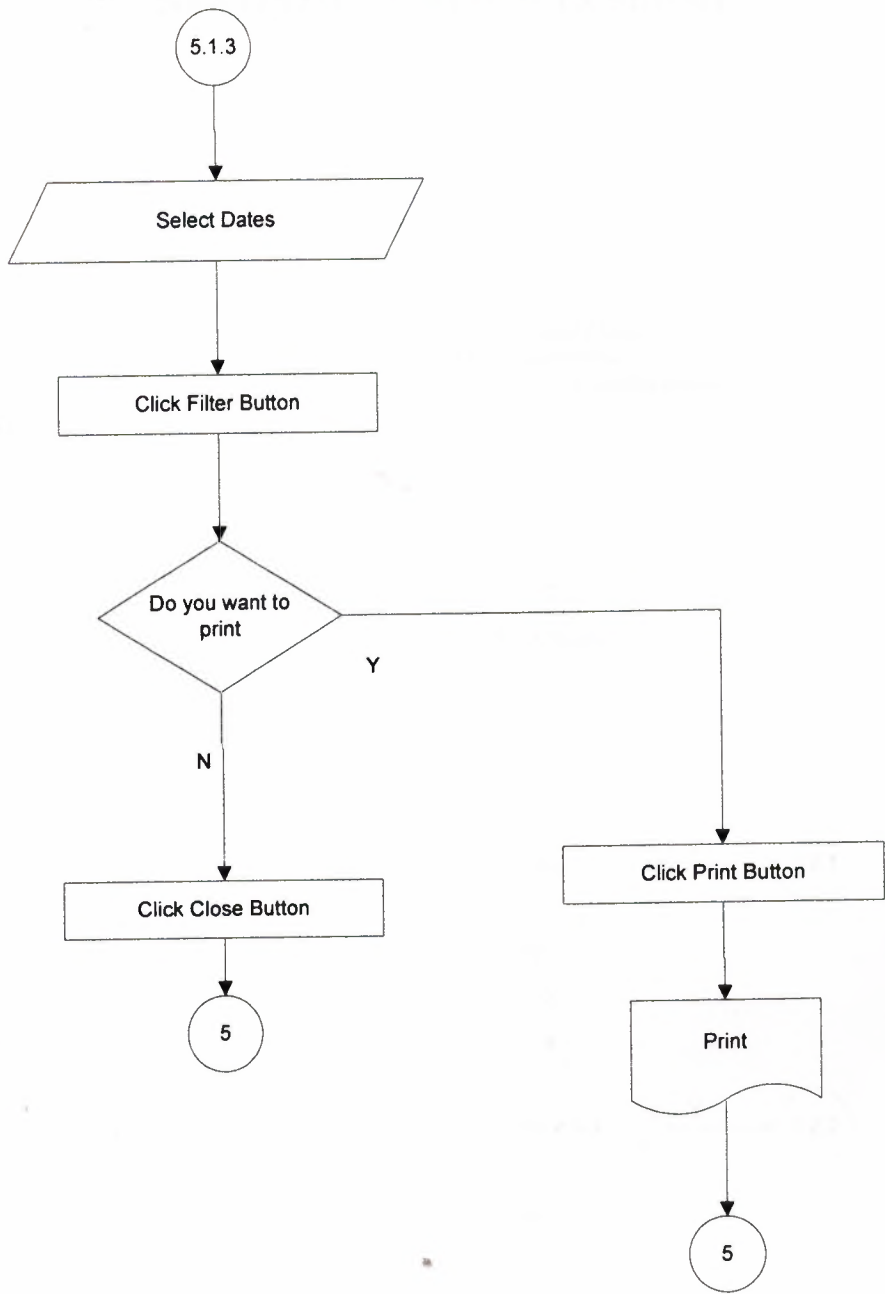 5.1.3
Select Dates
Click Filter Button
Do you want to
print
Y
N
Click Print Button
Click Close Button
Print
5
5